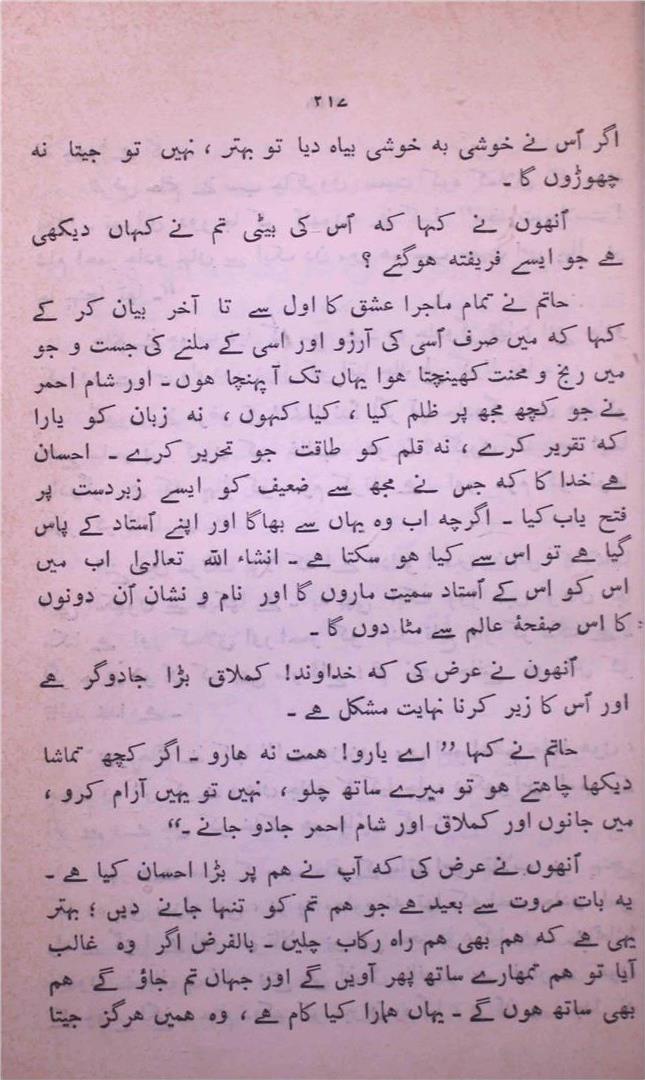 ۲۱۷
اگر اُس نے خوشی به خوشی بیاہ دیا تو بہتر ، نہیں تو جیتا نہ
چھوڑوں گا ۔
اُنھوں نے کہا کہ اُس کی بیٹی تم نے کہاں دیکھی
ہے جو ایسے فریفتہ ہوگئے ؟
حاتم نے تمام ماجرا عشق کا اول سے تا آخر بیان کر کے
کہا کہ میں صرف اُسی کی آرزو اور اسی کے ملنے کی جست و جو
میں ریخ و محنت کھینچتا ہوا یہاں تک آ پہنچا ہوں ۔ اور شام احمر
نے جو کچھ مجھ پر ظلم کیا ، کیا کہوں ، نہ زبان کو یارا
کہ تقریر کرے ، نہ قلم کو طاقت جو تحریر کرے ۔ احسان
ہے خدا کا کہ جس نے مجھ سے ضعیف کو ایسے زبردست پر
فتح یاب کیا ۔ اگرچہ اب وہ یہاں سے بھاگا اور اپنے اُستاد کے پاس
گیا ہے تو اس سے کیا ہو سکتا ہے ۔ انشاء اللہ تعالیٰ اب میں
اس کو اس کے اُستاد سمیت ماروں گا اور نام و نشان اُن دونوں
کا اس صفحۂ عالم سے مٹا دوں گا ۔
اُنھوں نے عرض کی کہ خداوند! کملاق بڑا جادوگر ہے
اور اُس کا زیر کرنا نہایت مشکل ہے ۔
حاتم نے کہا ”اے یارو! ہمت نہ ہارو ۔ اگر کچھ تماشا
دیکھا چاہتے ہو تو میرے ساتھ چلو ، نہیں تو یہیں آرام کرو ،
میں جانوں اور کملاق اور شام احمر جادو جانے ۔“
اُنھوں نے عرض کی کہ آپ نے ہم پر بڑا احسان کیا ہے ۔
یہ بات مروت سے بعید ہے جو ہم تم کو تنہا جانے دیں ؛ بہتر
یہی ہے کہ ہم بھی ہم راہ رکاب چلیں ۔ بالفرض اگر وہ غالب
آیا تو ہم تمھارے ساتھ پھر آویں گے اور جہاں تم جاؤ گے ہم
بھی ساتھ ہوں گے ۔ یہاں ہمارا کیا کام ہے ، وہ ہمیں ہرگز جیتا